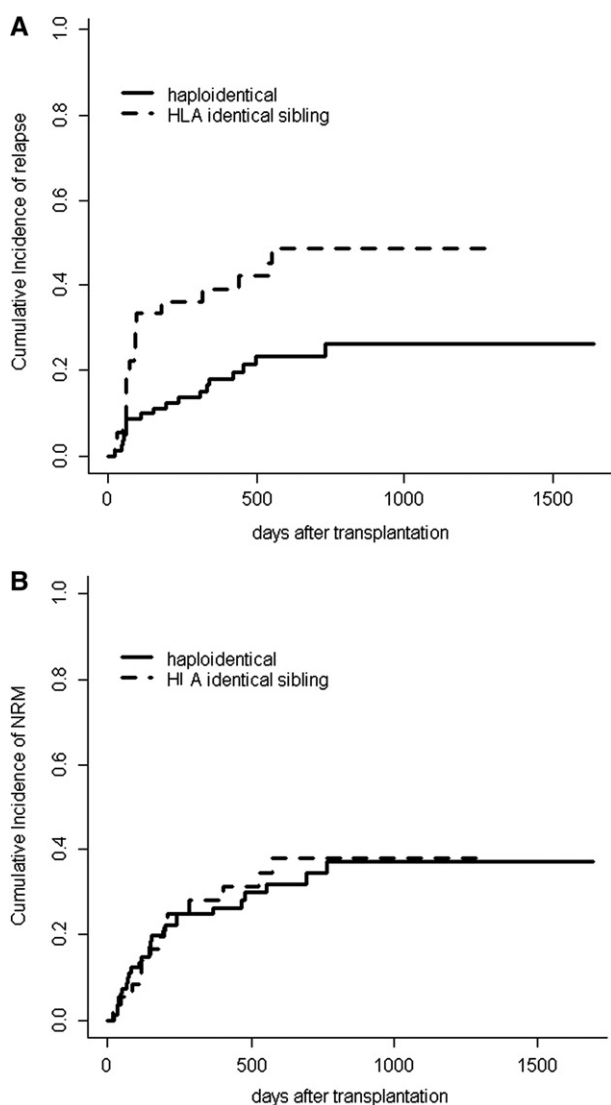 A
1.0
0.8
0.6
0.4
0.2
0.0
Cumulative Incidence of relapse
haploidentical
HLA identical sibling
0 500 1000 1500
days after transplantation
B
1.0
0.8
0.6
0.4
0.2
0.0
Cumulative Incidence of NRM
haploidentical
HLA identical sibling
0 500 1000 1500
days after transplantation